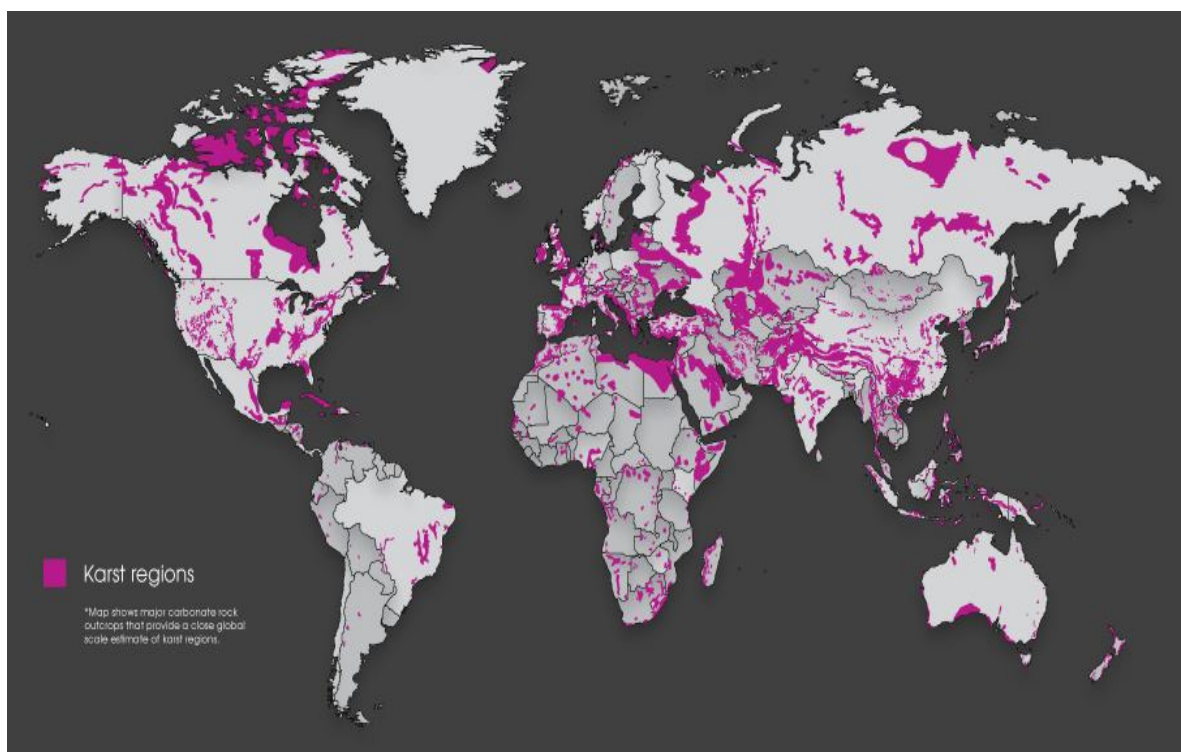 Karst regions
*Map shows major carbonate rock
outcrops that provide a close global
scale estimate of karst regions.